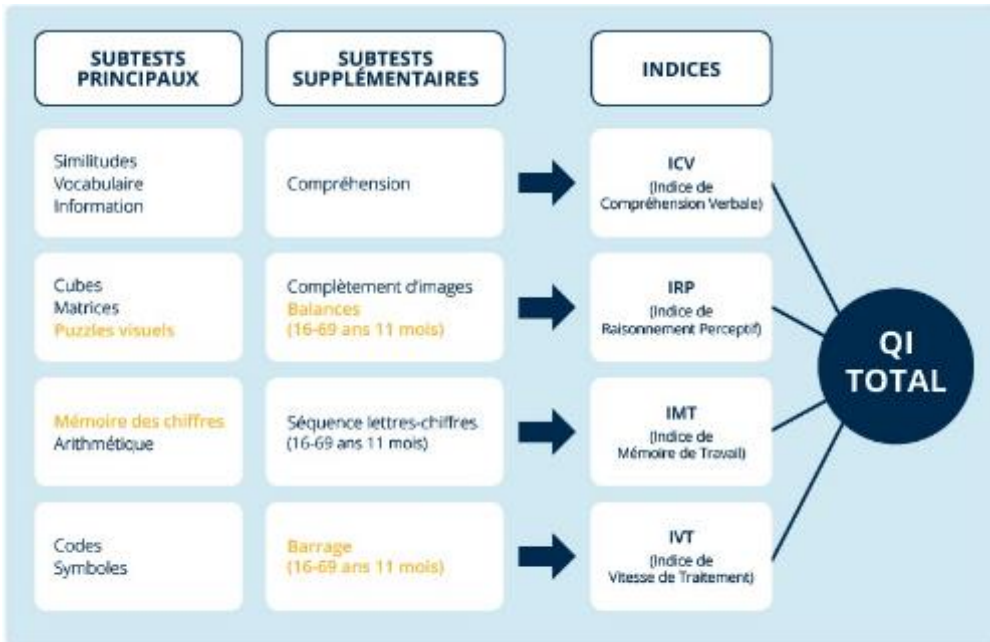 SUBTESTS
PRINCIPAUX
SUBTESTS
SUPPLÉMENTAIRES
INDICES
Similitudes
Vocabulaire
Information
Compréhension
ICV
(Indice de
Compréhension Verbale)
Cubes
Matrices
Puzzles visuels
Complètement d'images
Balances
(16-69 ans 11 mois)
IRP
(Indice de
Raisonnement Perceptif)
QI
TOTAL
Mémoire des chiffres
Arithmétique
Séquence lettres-chiffres
(16-69 ans 11 mois)
IMT
(Indice de
Mémoire de Travail)
Codes
Symboles
Barrage
(16-69 ans 11 mois)
IVT
(Indice de
Vitesse de Traitement)